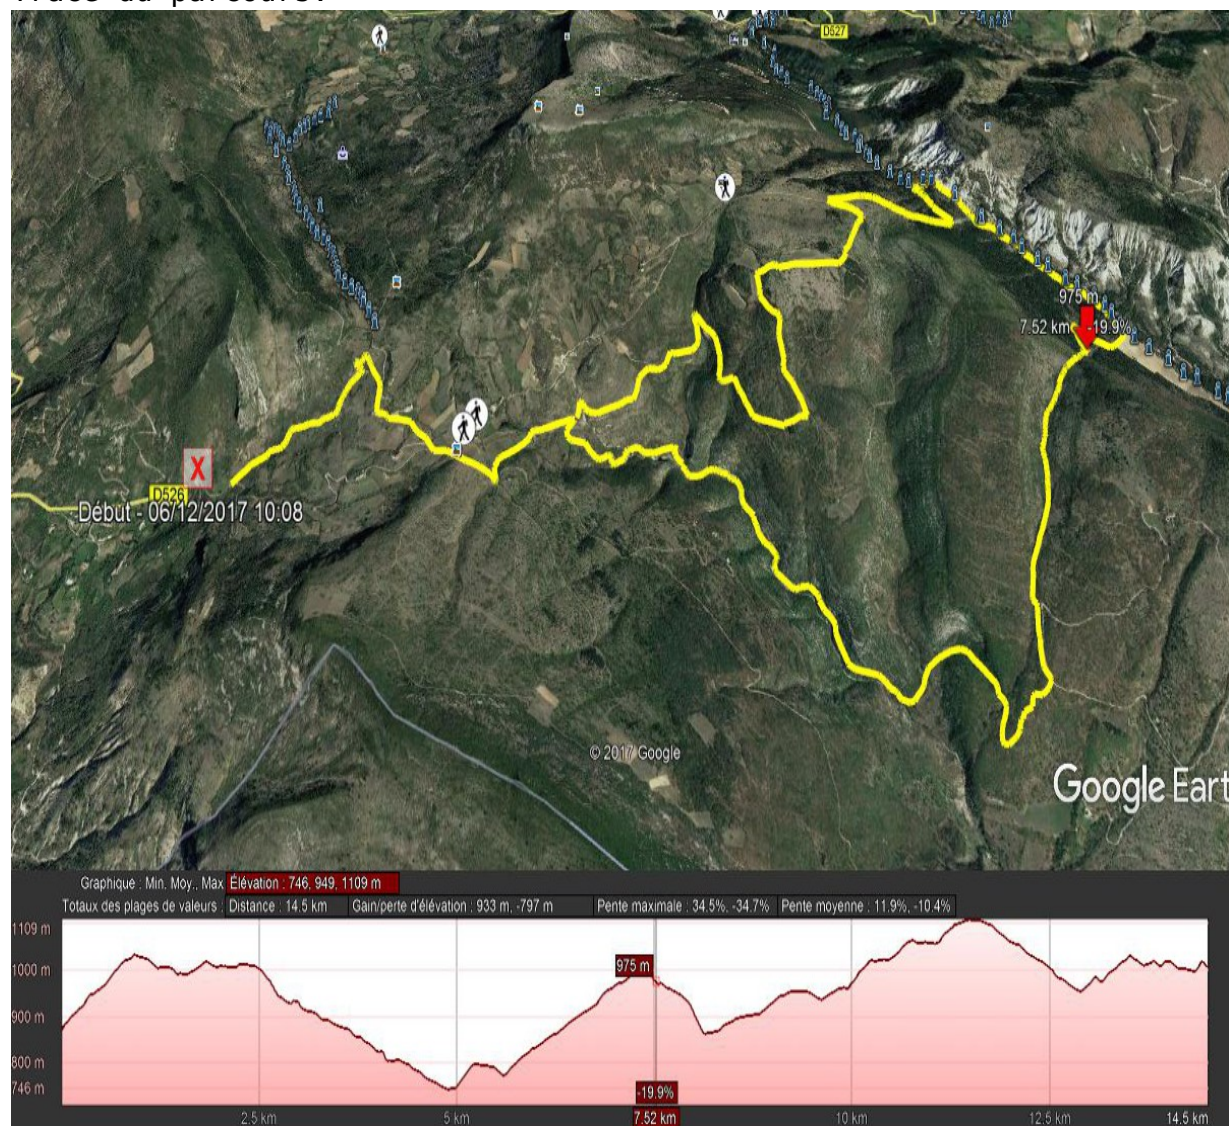 Tracé du parcours:
D527
975 m
7.52 km -19.9%
X
D526
Début - 06/12/2017 10:08
© 2017 Google
Google Eart
Graphique : Min. Moy., Max Élévation : 746, 949, 1109 m
Totaux des plages de valeurs : Distance : 14.5 km Gain/perte d'élévation : 933 m, -797 m Pente maximale : 34.5%, -34.7% Pente moyenne : 11.9%, -10.4%
1109 m
975 m
1000 m
900 m
800 m
746 m
-19.9%
2.5 km 5 km 7.52 km 10 km 12.5 km 14.5 km